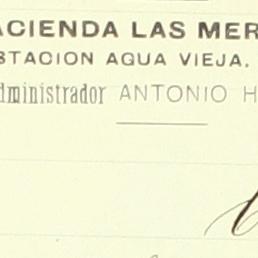 ACIENDA LAS MER
STACION AGUA VIEJA.
dministrador ANTONIO H